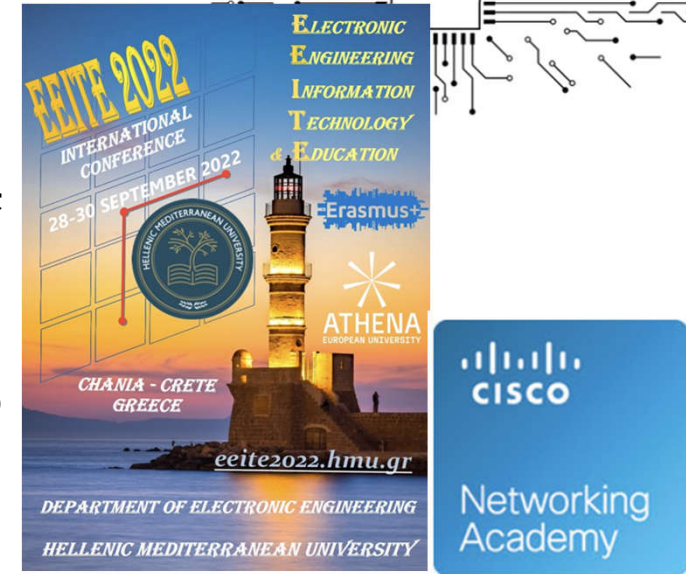 EEITE 2022
INTERNATIONAL
CONFERENCE
28-30 SEPTEMBER 2022
ELECTRONIC
ENGINEERING
INFORMATION
TECHNOLOGY
& EDUCATION
Erasmus+
HELLENIC MEDITERRANEAN UNIVERSITY
ATHENA
EUROPEAN UNIVERSITY
CHANIA - CRETE
GREECE
eeite2022.hmu.gr
DEPARTMENT OF ELECTRONIC ENGINEERING
HELLENIC MEDITERRANEAN UNIVERSITY
CISCO
Networking
Academy